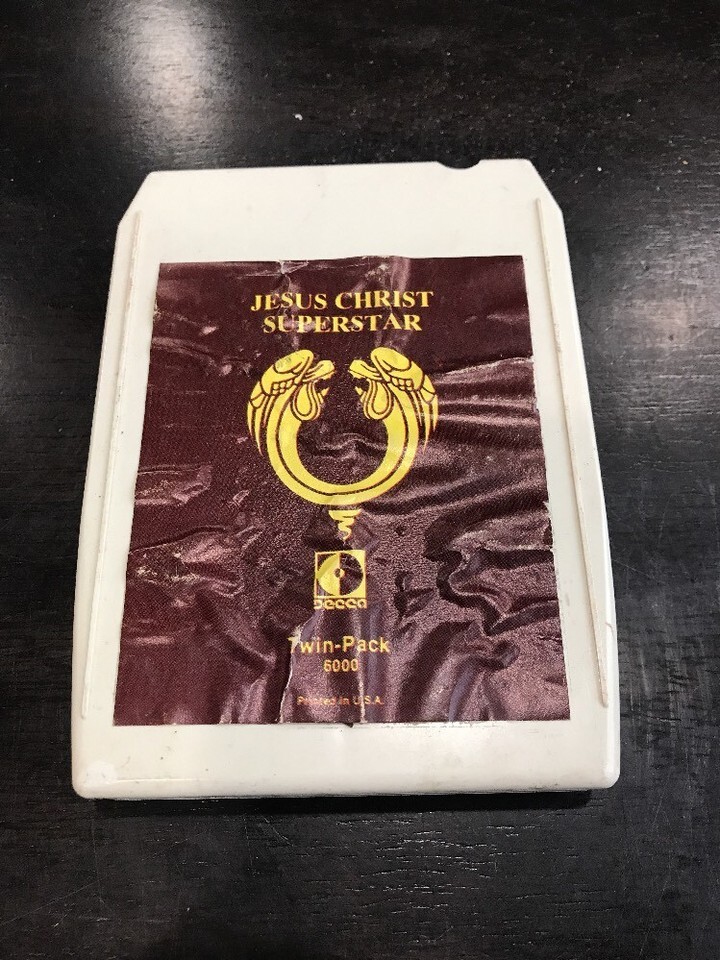 JESUS CHRIST
SUPERSTAR
DECCA
Twin-Pack
6000
Printed in U.S.A.